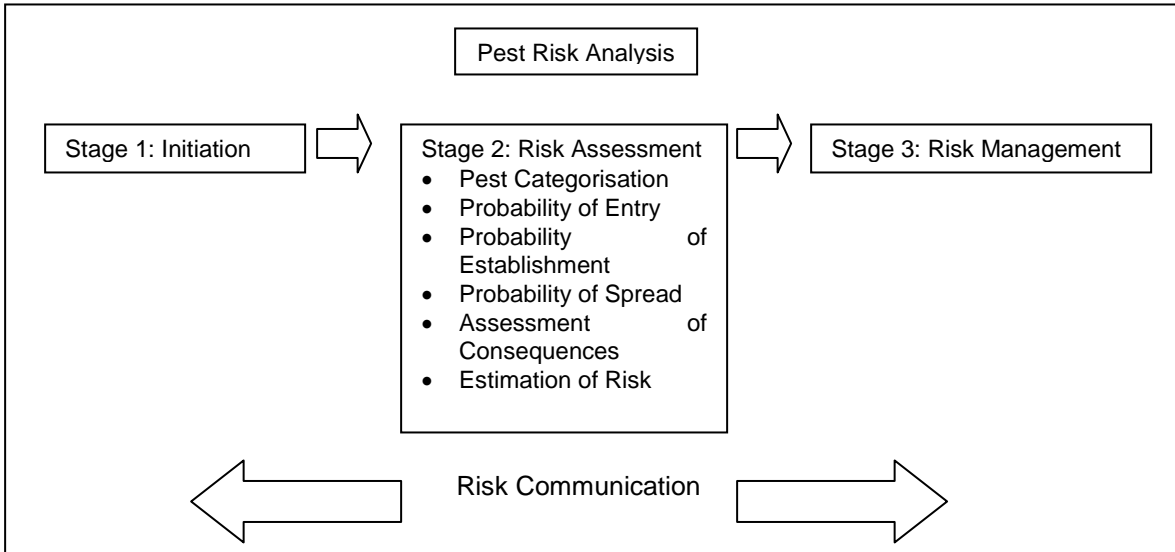 Pest Risk Analysis
Stage 1: Initiation
Stage 2: Risk Assessment
• Pest Categorisation
• Probability of Entry
• Probability of
Establishment
• Probability of Spread
• Assessment of
Consequences
• Estimation of Risk
Stage 3: Risk Management
Risk Communication